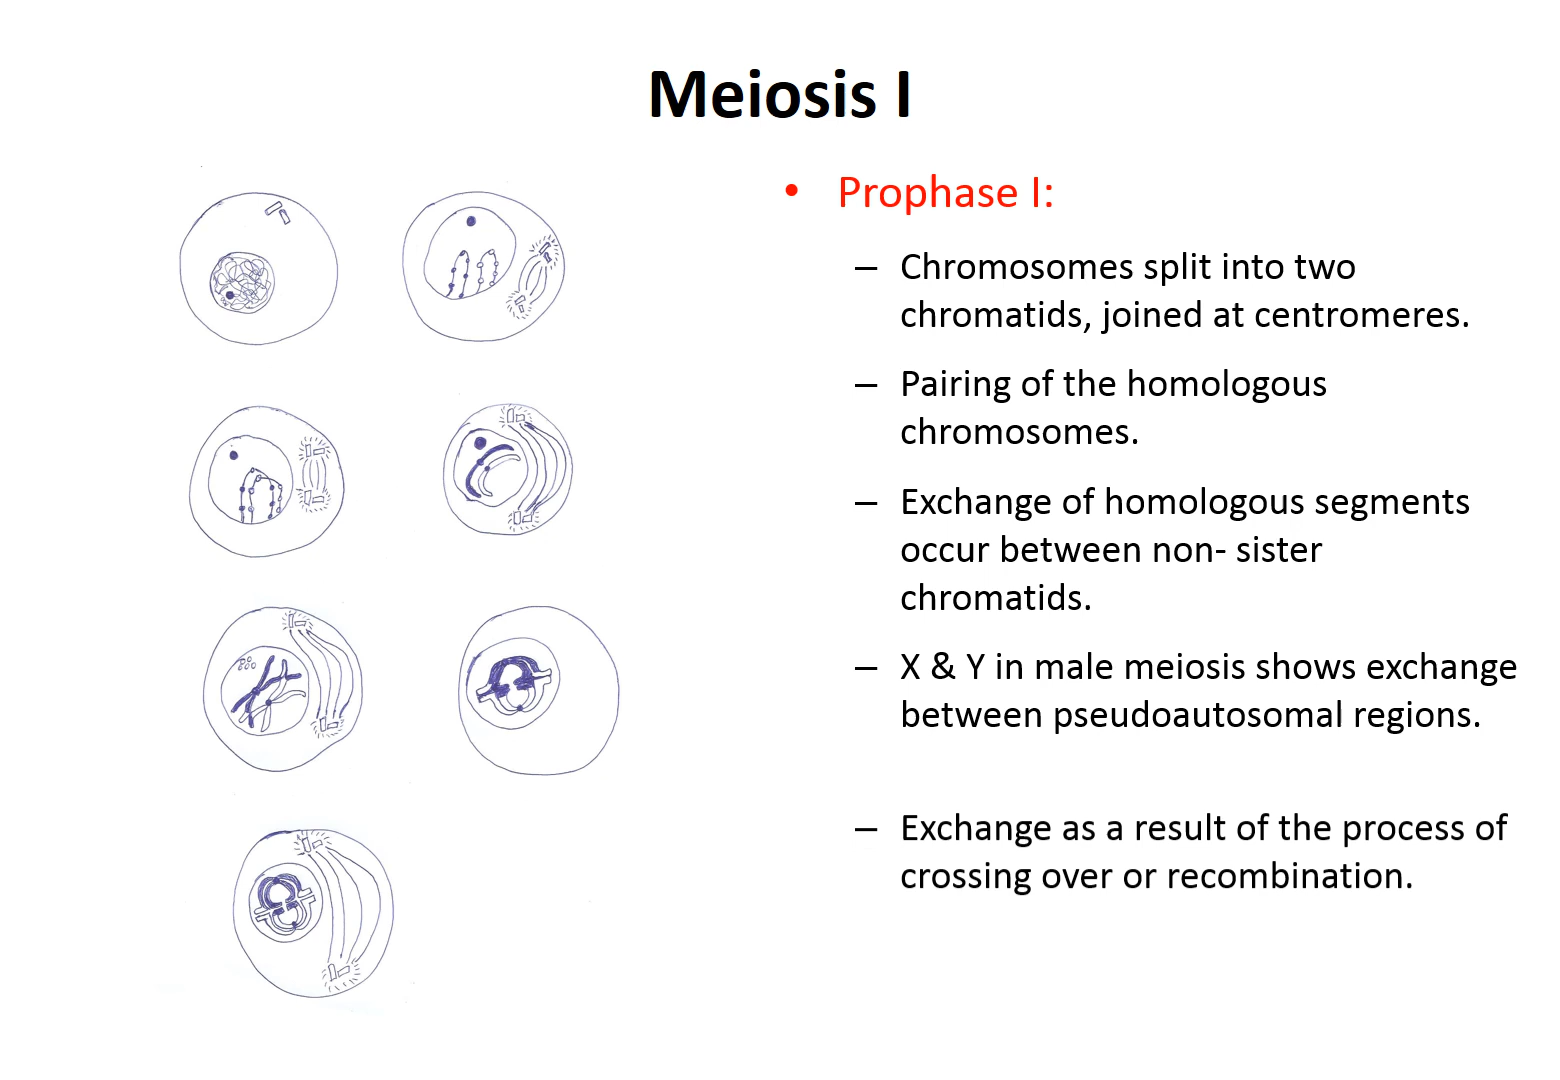 Meiosis I
• Prophase I:
– Chromosomes split into two
chromatids, joined at centromeres.
– Pairing of the homologous
chromosomes.
– Exchange of homologous segments
occur between non- sister
chromatids.
– X & Y in male meiosis shows exchange
between pseudoautosomal regions.
– Exchange as a result of the process of
crossing over or recombination.